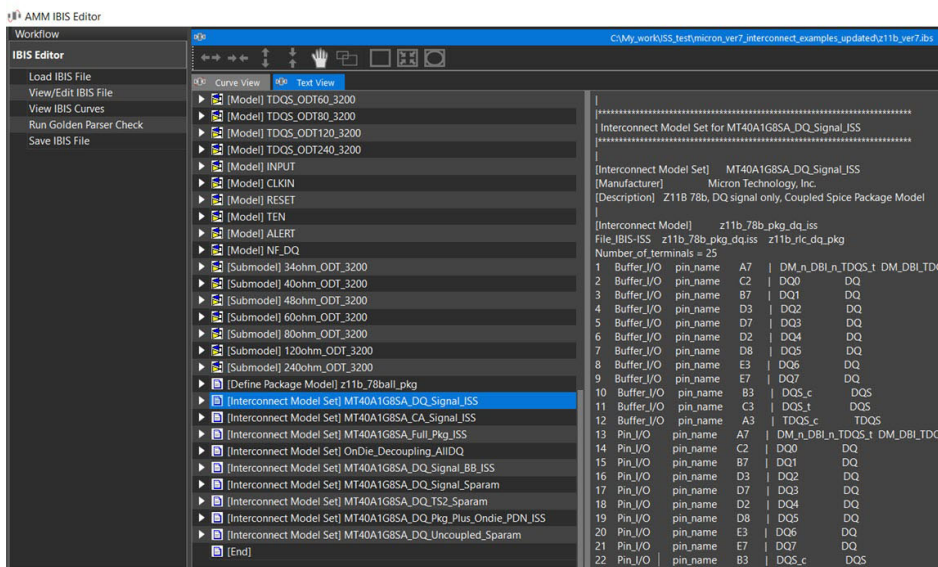 AMM IBIS Editor
Workflow
IBIS Editor
Load IBIS File
View/Edit IBIS File
View IBIS Curves
Run Golden Parser Check
Save IBIS File
C:\My_work\ISS_test\micron_ver7_interconnect_examples_updated\z11b_ver7.ibs
Curve View Text View
[Model] TDQS_ODT60_3200
[Model] TDQS_ODT80_3200
[Model] TDQS_ODT120_3200
[Model] TDQS_ODT240_3200
[Model] INPUT
[Model] CLKIN
[Model] RESET
[Model] TEN
[Model] ALERT
[Model] NF_DQ
[Submodel] 34ohm_ODT_3200
[Submodel] 40ohm_ODT_3200
[Submodel] 48ohm_ODT_3200
[Submodel] 60ohm_ODT_3200
[Submodel] 80ohm_ODT_3200
[Submodel] 120ohm_ODT_3200
[Submodel] 240ohm_ODT_3200
[Define Package Model] z11b_78ball_pkg
[Interconnect Model Set] MT40A1G8SA_DQ_Signal_ISS
[Interconnect Model Set] MT40A1G8SA_CA_Signal_ISS
[Interconnect Model Set] MT40A1G8SA_Full_Pkg_ISS
[Interconnect Model Set] OnDie_Decoupling_AllDQ
[Interconnect Model Set] MT40A1G8SA_DQ_Signal_BB_ISS
[Interconnect Model Set] MT40A1G8SA_DQ_Signal_Sparam
[Interconnect Model Set] MT40A1G8SA_DQ_TS2_Sparam
[Interconnect Model Set] MT40A1G8SA_DQ_Pkg_Plus_Ondie_PDN_ISS
[Interconnect Model Set] MT40A1G8SA_DQ_Uncoupled_Sparam
[End]
|
|******************************************************************************
| Interconnect Model Set for MT40A1G8SA_DQ_Signal_ISS
|******************************************************************************
|
[Interconnect Model Set] MT40A1G8SA_DQ_Signal_ISS
[Manufacturer] Micron Technology, Inc.
[Description] Z11B 78b, DQ signal only, Coupled Spice Package Model
|
[Interconnect Model] z11b_78b_pkg_dq_iss
File_IBIS-ISS z11b_78b_pkg_dq.iss z11b_rlc_dq_pkg
Number_of_terminals = 25
1 Buffer_I/O pin_name A7 | DM_n_DBI_n_TDQS_t DM_DBI_TDQ
2 Buffer_I/O pin_name C2 | DQ0 DQ
3 Buffer_I/O pin_name B7 | DQ1 DQ
4 Buffer_I/O pin_name D3 | DQ2 DQ
5 Buffer_I/O pin_name D7 | DQ3 DQ
6 Buffer_I/O pin_name D2 | DQ4 DQ
7 Buffer_I/O pin_name D8 | DQ5 DQ
8 Buffer_I/O pin_name E3 | DQ6 DQ
9 Buffer_I/O pin_name E7 | DQ7 DQ
10 Buffer_I/O pin_name B3 | DQS_c DQS
11 Buffer_I/O pin_name C3 | DQS_t DQS
12 Buffer_I/O pin_name A3 | TDQS_c TDQS
13 Pin_I/O pin_name A7 | DM_n_DBI_n_TDQS_t DM_DBI_TDQ
14 Pin_I/O pin_name C2 | DQ0 DQ
15 Pin_I/O pin_name B7 | DQ1 DQ
16 Pin_I/O pin_name D3 | DQ2 DQ
17 Pin_I/O pin_name D7 | DQ3 DQ
18 Pin_I/O pin_name D2 | DQ4 DQ
19 Pin_I/O pin_name D8 | DQ5 DQ
20 Pin_I/O pin_name E3 | DQ6 DQ
21 Pin_I/O pin_name E7 | DQ7 DQ
22 Pin_I/O pin_name B3 | DQS_c DQS